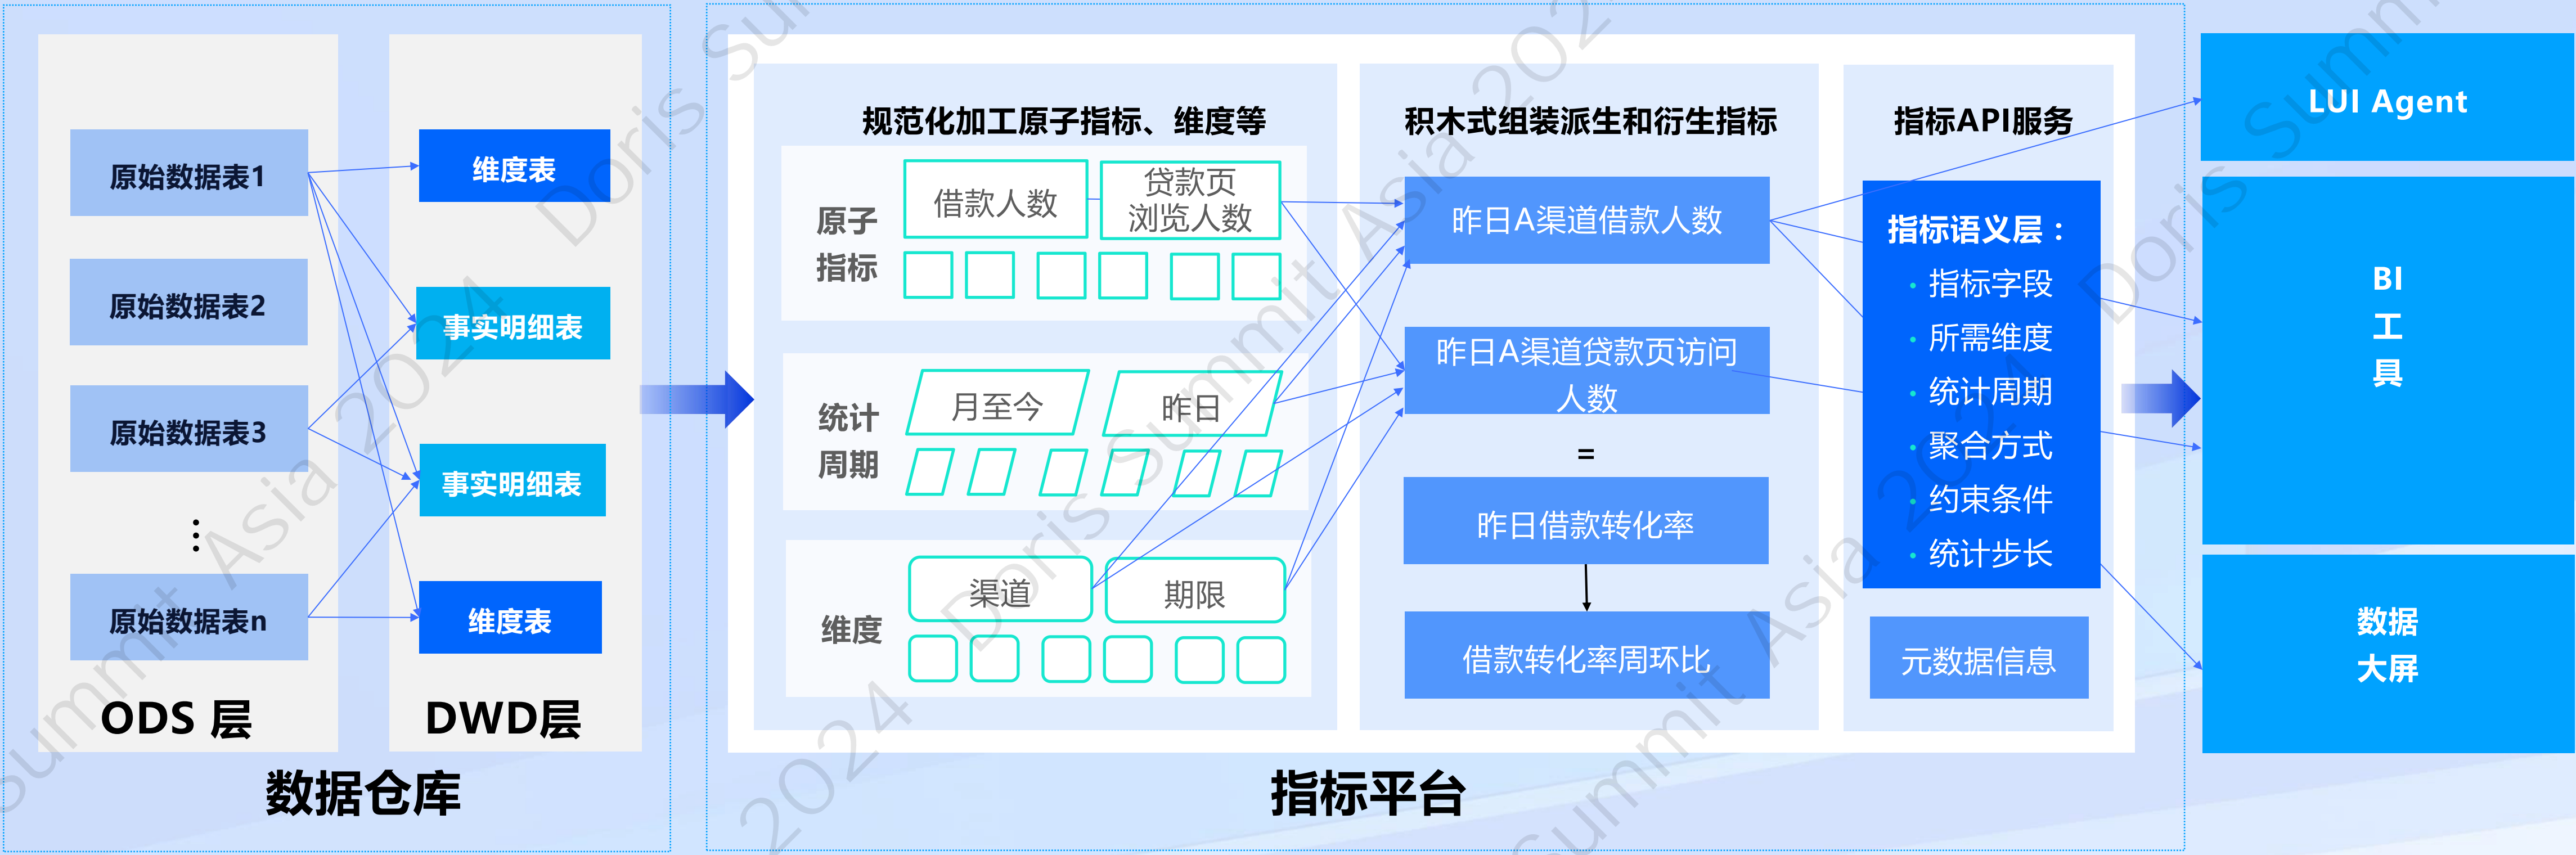 原始数据表1
原始数据表2
原始数据表3
⋮
原始数据表n
ODS 层
维度表
事实明细表
事实明细表
维度表
DWD层
数据仓库
规范化加工原子指标、维度等
原子
指标
借款人数
贷款页
浏览人数
统计
周期
月至今
昨日
维度
渠道
期限
积木式组装派生和衍生指标
昨日A渠道借款人数
昨日A渠道贷款页访问
人数
=
昨日借款转化率
借款转化率周环比
指标API服务
指标语义层：
• 指标字段
• 所需维度
• 统计周期
• 聚合方式
• 约束条件
• 统计步长
元数据信息
指标平台
LUI Agent
BI
工
具
数据
大屏
Doris Summit Asia 2024
Doris Summit Asia 2024
Doris Summit Asia 2024